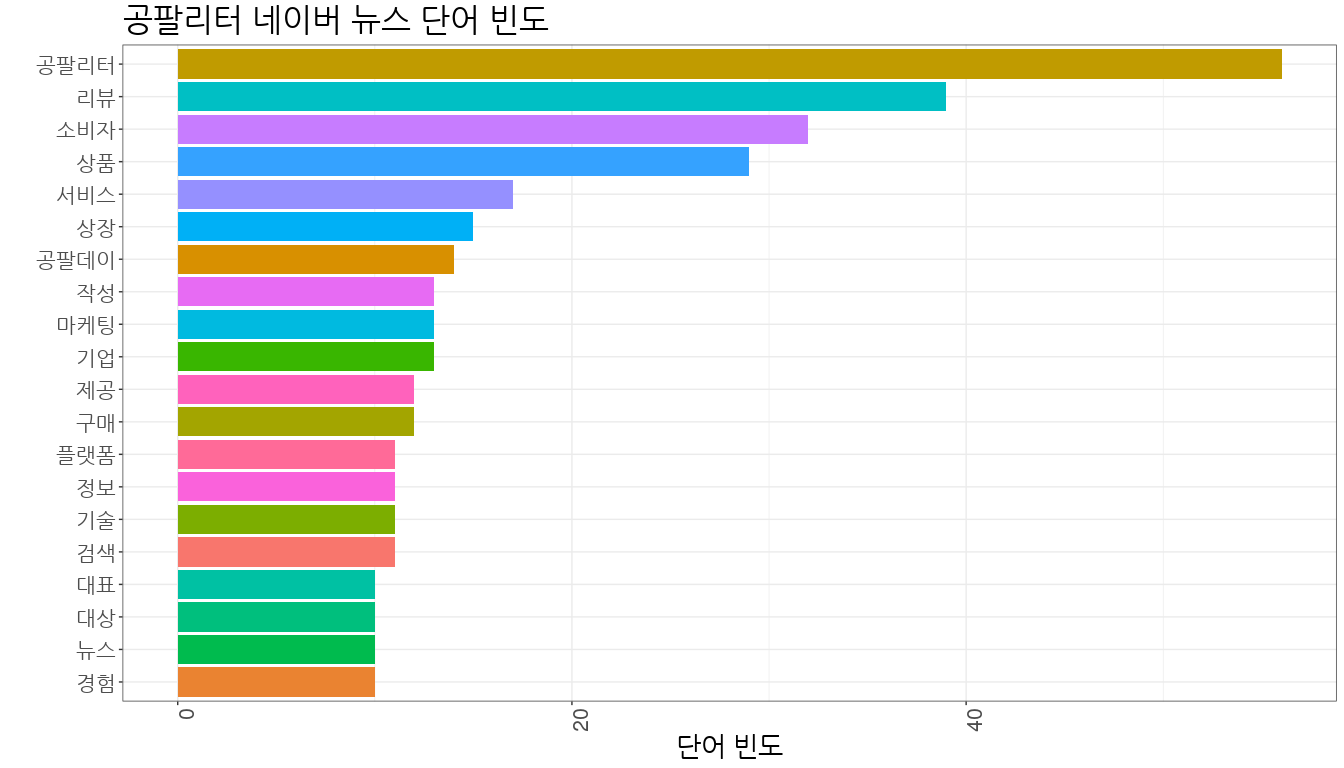 공팔리터 네이버 뉴스 단어 빈도
공팔리터
리뷰
소비자
상품
서비스
상장
공팔데이
작성
마케팅
기업
제공
구매
플랫폼
정보
기술
검색
대표
대상
뉴스
경험
0
20
40
단어 빈도